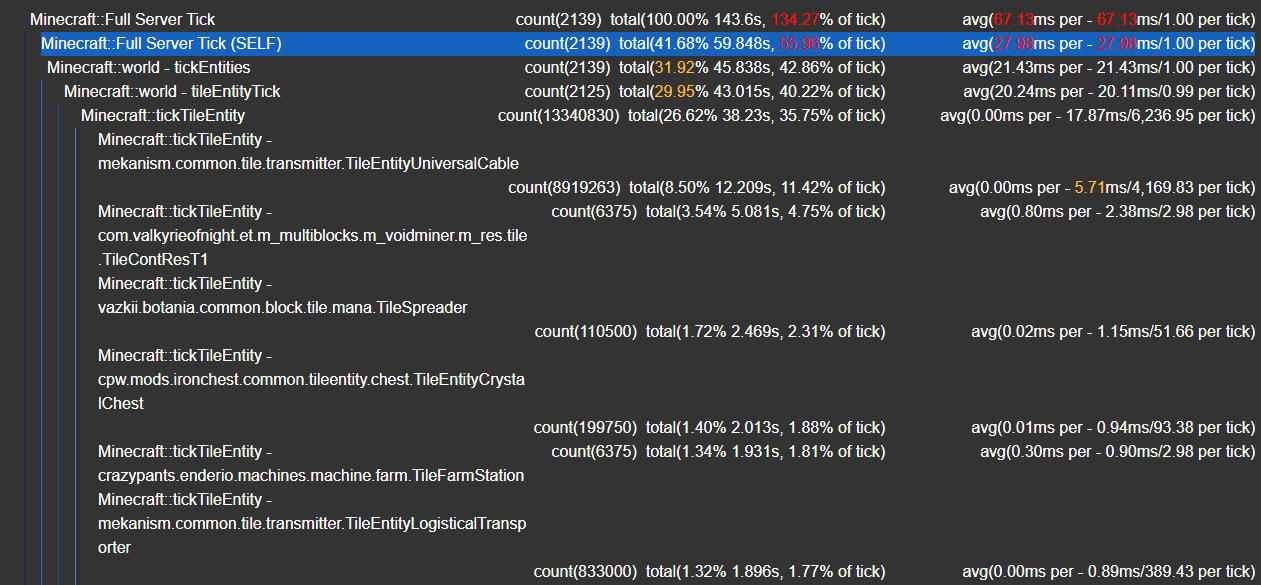 Minecraft::Full Server Tick count(2139) total(100.00% 143.6s, 134.27% of tick) avg(67.13ms per - 67.13ms/1.00 per tick)
Minecraft::Full Server Tick (SELF) count(2139) total(41.68% 59.848s, 55.96% of tick) avg(27.98ms per - 27.98ms/1.00 per tick)
Minecraft::world - tickEntities count(2139) total(31.92% 45.838s, 42.86% of tick) avg(21.43ms per - 21.43ms/1.00 per tick)
Minecraft::world - tileEntityTick count(2125) total(29.95% 43.015s, 40.22% of tick) avg(20.24ms per - 20.11ms/0.99 per tick)
Minecraft::tickTileEntity count(13340830) total(26.62% 38.23s, 35.75% of tick) avg(0.00ms per - 17.87ms/6,236.95 per tick)
Minecraft::tickTileEntity -
mekanism.common.tile.transmitter.TileEntityUniversalCable
count(8919263) total(8.50% 12.209s, 11.42% of tick) avg(0.00ms per - 5.71ms/4,169.83 per tick)
Minecraft::tickTileEntity - count(6375) total(3.54% 5.081s, 4.75% of tick) avg(0.80ms per - 2.38ms/2.98 per tick)
com.valkyrieofnight.et.m_multiblocks.m_voidminer.m_res.tile
.TileContResT1
Minecraft::tickTileEntity -
vazkii.botania.common.block.tile.mana.TileSpreader
count(110500) total(1.72% 2.469s, 2.31% of tick) avg(0.02ms per - 1.15ms/51.66 per tick)
Minecraft::tickTileEntity -
cpw.mods.ironchest.common.tileentity.chest.TileEntityCrysta
lChest
count(199750) total(1.40% 2.013s, 1.88% of tick) avg(0.01ms per - 0.94ms/93.38 per tick)
Minecraft::tickTileEntity - count(6375) total(1.34% 1.931s, 1.81% of tick) avg(0.30ms per - 0.90ms/2.98 per tick)
crazypants.enderio.machines.machine.farm.TileFarmStation
Minecraft::tickTileEntity -
mekanism.common.tile.transmitter.TileEntityLogisticalTransp
orter
count(833000) total(1.32% 1.896s, 1.77% of tick) avg(0.00ms per - 0.89ms/389.43 per tick)